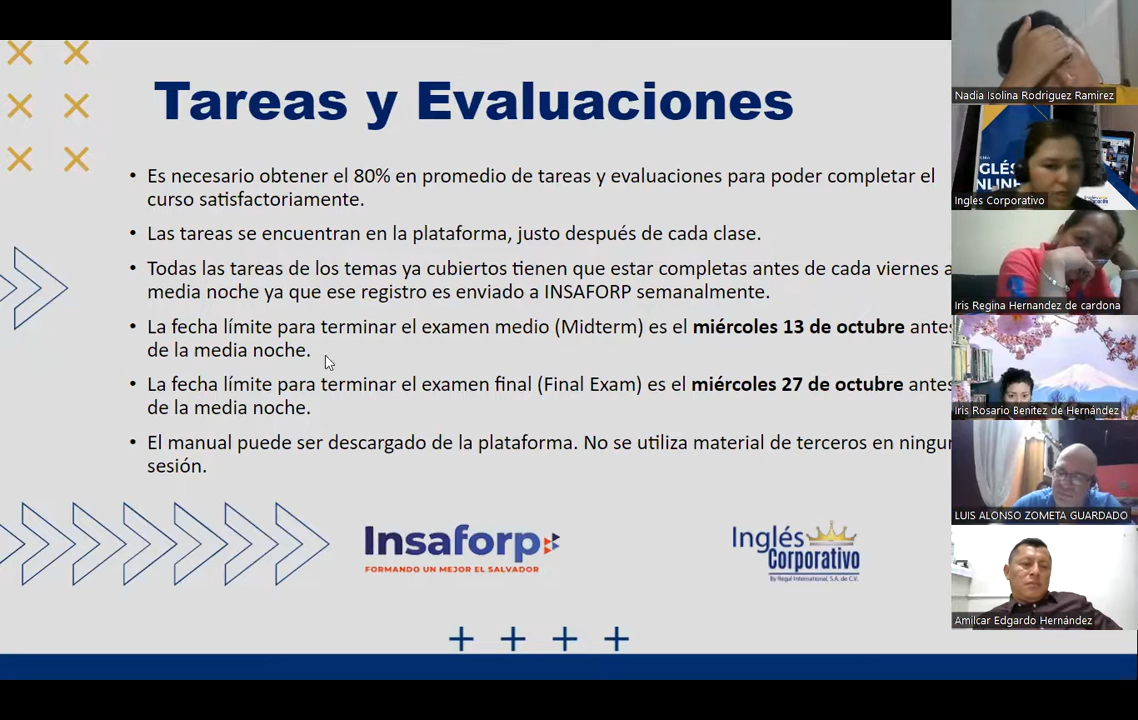 Tareas y Evaluaciones
• Es necesario obtener el 80% en promedio de tareas y evaluaciones para poder completar el
curso satisfactoriamente.
• Las tareas se encuentran en la plataforma, justo después de cada clase.
• Todas las tareas de los temas ya cubiertos tienen que estar completas antes de cada viernes a
media noche ya que ese registro es enviado a INSAFORP semanalmente.
• La fecha límite para terminar el examen medio (Midterm) es el miércoles 13 de octubre antes
de la media noche.
• La fecha límite para terminar el examen final (Final Exam) es el miércoles 27 de octubre antes
de la media noche.
• El manual puede ser descargado de la plataforma. No se utiliza material de terceros en ningun
sesión.
Insaforp
FORMANDO UN MEJOR EL SALVADOR
Inglés
Corporativo
By Regal International, S.A. de C.V.
Nadia Isolina Rodriguez Ramirez
INGLÉS
ONLINE
Ingles Corporativo
Iris Regina Hernandez de cardona
Iris Rosario Benitez de Hernández
LUIS ALONSO ZOMETA GUARDADO
Amilcar Edgardo Hernández